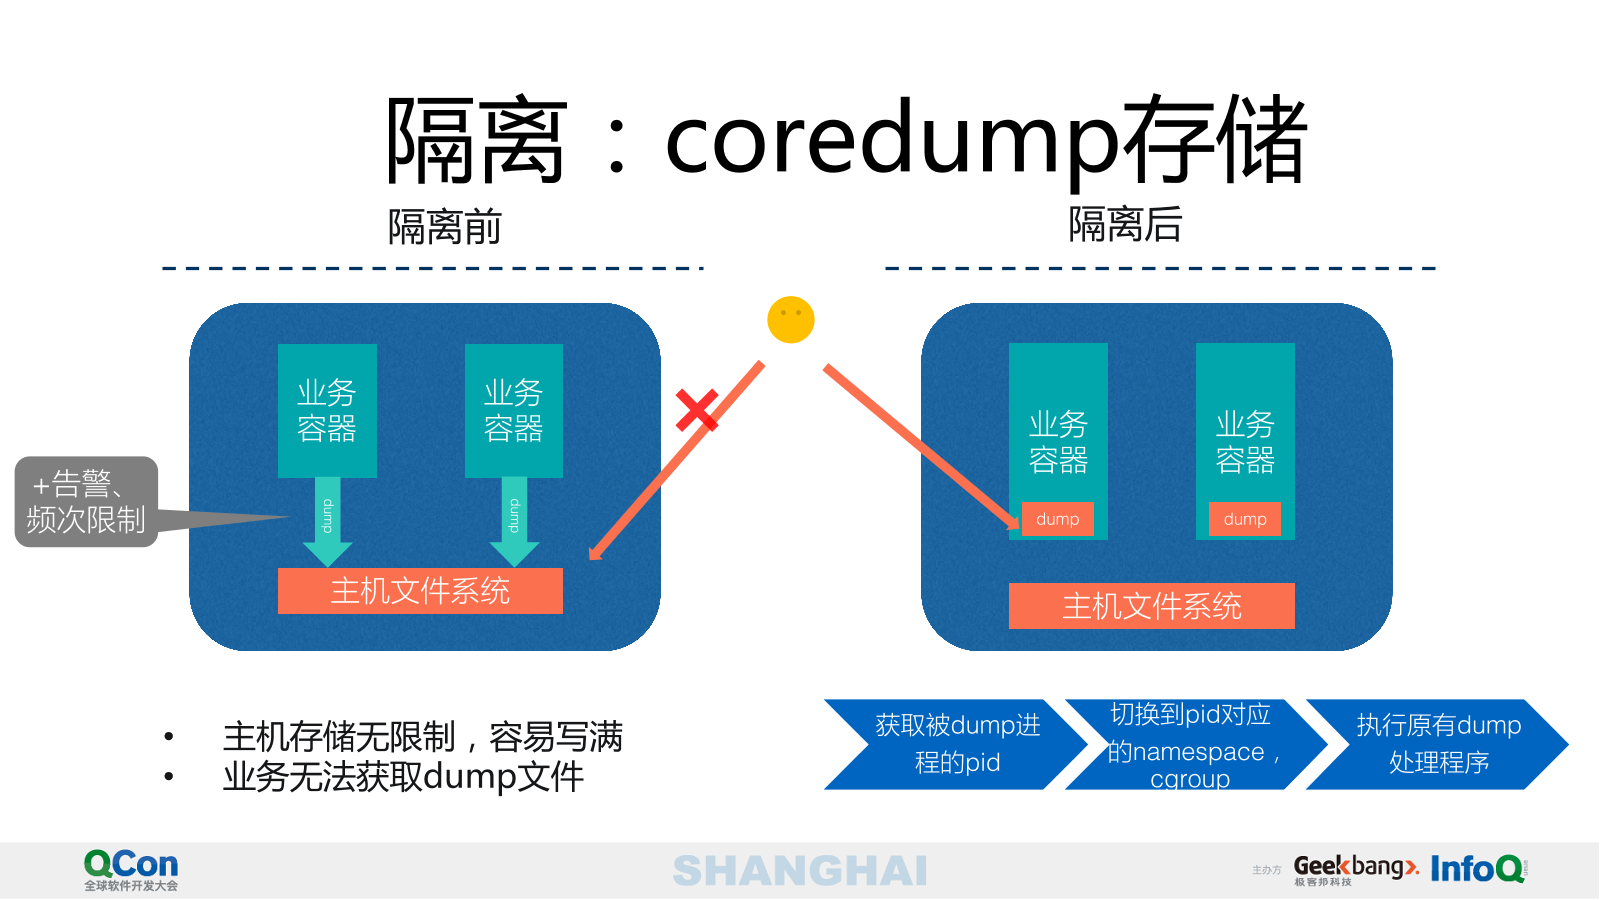 隔离：coredump存储
隔离前
隔离后
业务
容器
业务
容器
+告警、
频次限制
dump
dump
主机文件系统
业务
容器
业务
容器
dump
dump
主机文件系统
• 主机存储无限制，容易写满
• 业务无法获取dump文件
获取被dump进
程的pid
切换到pid对应
的namespace，
cgroup
执行原有dump
处理程序
QCon
全球软件开发大会
SHANGHAI
主办方
Geekbang
极客邦科技
InfoQ